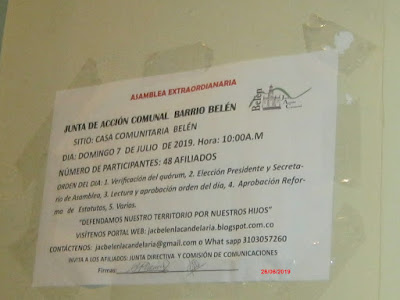 ASAMBLEA EXTRAORDIANARIA
Belén
JUNTA DE ACCIÓN COMUNAL BARRIO BELÉN
SITIO: CASA COMUNITARIA BELÉN
DIA: DOMINGO 7 DE JULIO DE 2019. Hora: 10:00A.M
NÚMERO DE PARTICIPANTES: 48 AFILIADOS
ORDEN DEL DIA: 1. Verificación del quórum, 2. Elección Presidente y Secreta-
rio de Asamblea, 3. Lectura y aprobación orden del día, 4. Aprobación Refor-
ma de Estatutos, 5. Varios.
"DEFENDAMOS NUESTRO TERRITORIO POR NUESTROS HIJOS"
VISITENOS PORTAL WEB: jacbelenlacandelaria.blogspot.com.co
CONTÁCTENOS: jacbelenlacandelaria@gmail.com o What sapp 3103057260
INVITA A LOS AFILIADOS: JUNTA DIRECTIVA Y COMISIÓN DE COMUNICACIONES
Firmas:
26/06/2019